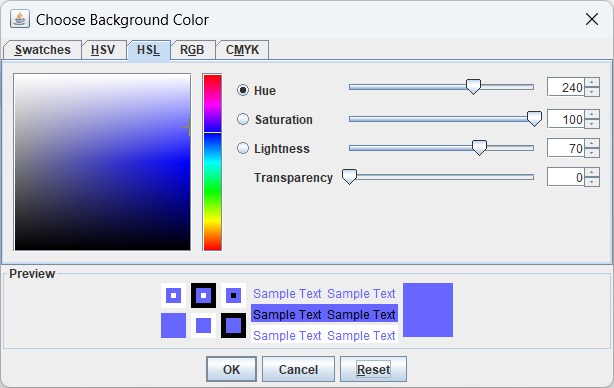 Choose Background Color
Swatches HSV HSL RGB CMYK
Hue 240
Saturation 100
Lightness 70
Transparency 0
Preview
Sample Text Sample Text
Sample Text Sample Text
Sample Text Sample Text
OK Cancel Reset